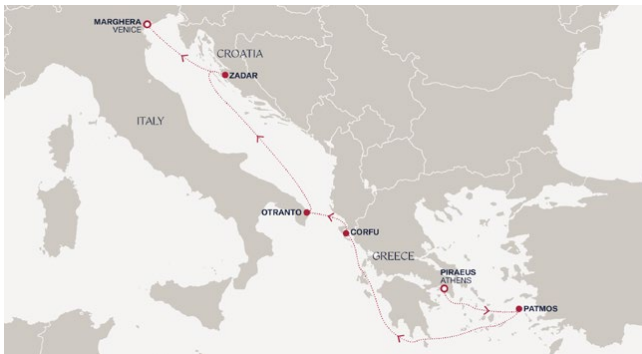 MARGHERA
VENICE
CROATIA
ZADAR
ITALY
OTRANTO
CORFU
GREECE
PIRAEUS
ATHENS
PATMOS